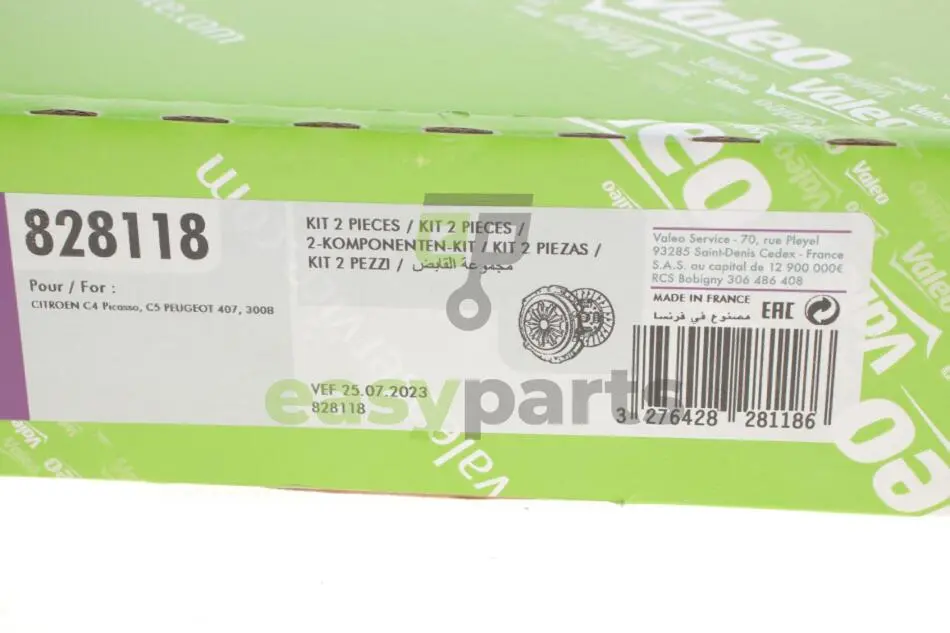 Valeo
Valeo
Valeo
Valeo
828118
Pour / For :
CITROEN C4 Picasso, C5 PEUGEOT 407, 3008
KIT 2 PIECES / KIT 2 PIECES /
2-KOMPONENTEN-KIT / KIT 2 PIEZAS /
KIT 2 PEZZI / مجموعة القابض
VEF 25.07.2023
828118
Valeo Service - 70, rue Pleyel
93285 Saint-Denis Cedex - France
S.A.S. au capital de 12 900 000€
RCS Bobigny 306 486 408
MADE IN FRANCE
مصنوع في فرنسا
EAC
3 276428 281186
easyparts